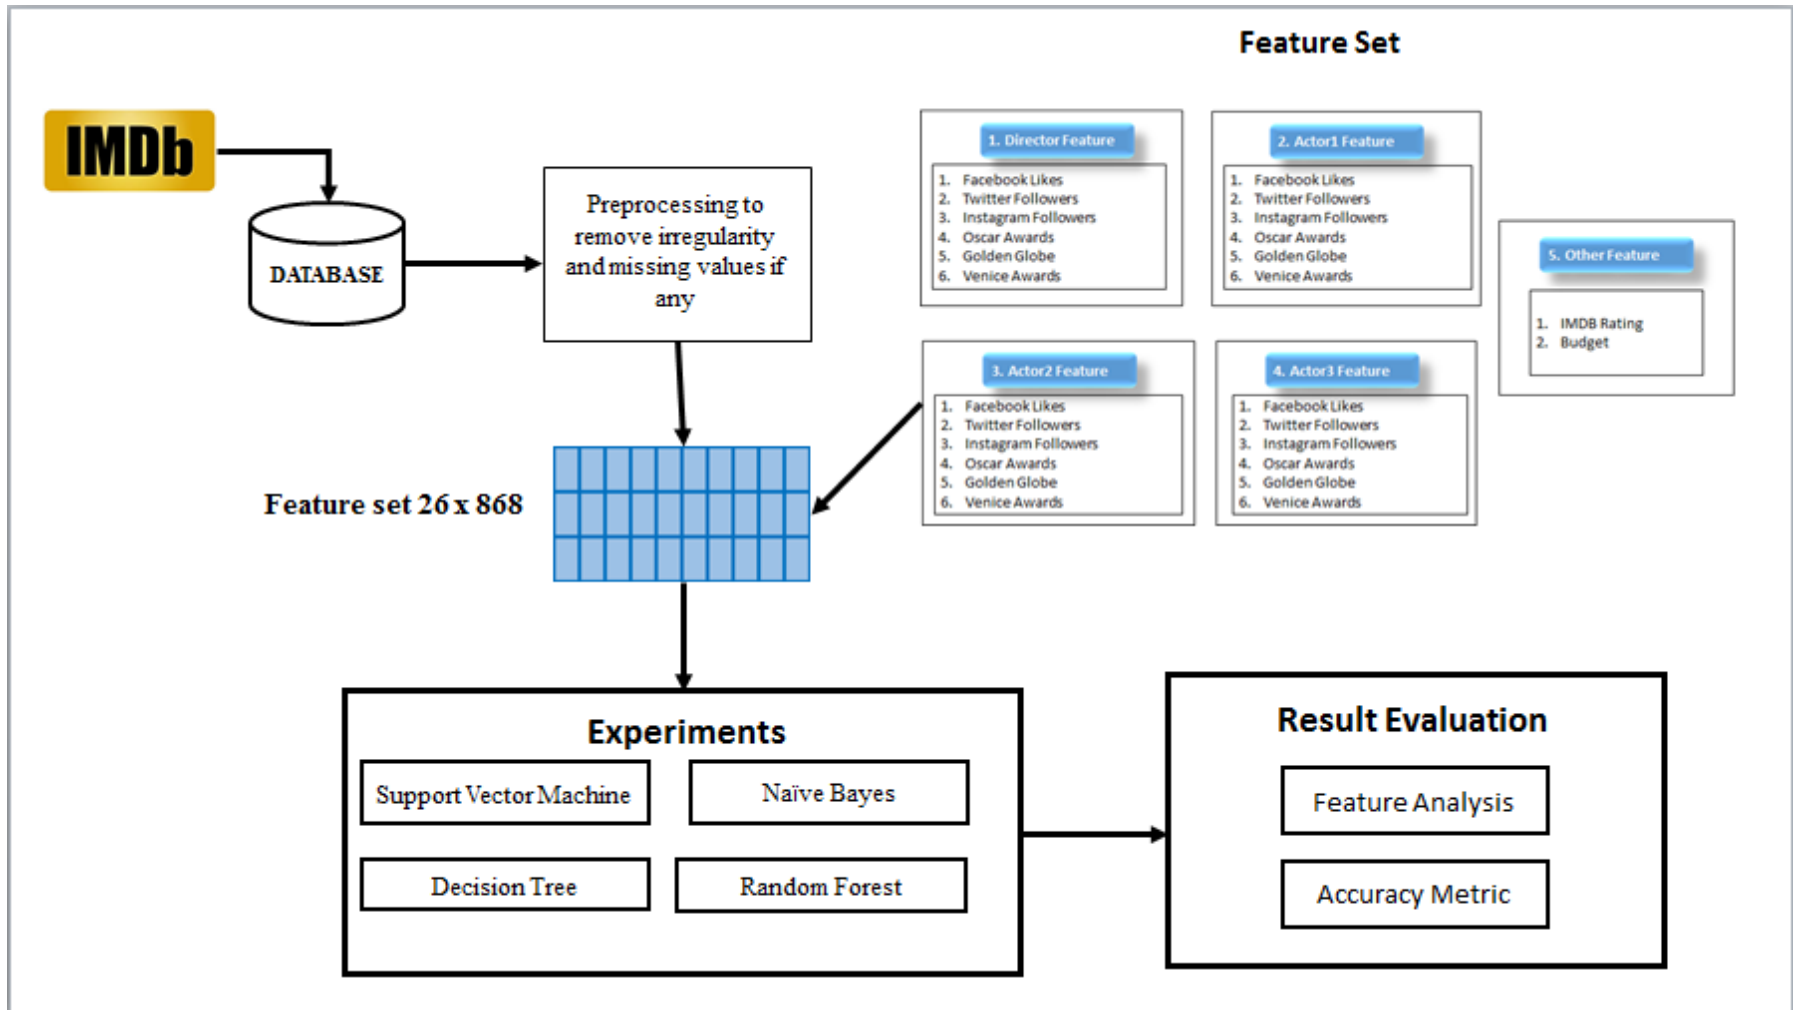 Feature Set
IMDb
DATABASE
Preprocessing to
remove irregularity
and missing values if
any
1. Director Feature
1. Facebook Likes
2. Twitter Followers
3. Instagram Followers
4. Oscar Awards
5. Golden Globe
6. Venice Awards
2. Actor1 Feature
1. Facebook Likes
2. Twitter Followers
3. Instagram Followers
4. Oscar Awards
5. Golden Globe
6. Venice Awards
5. Other Feature
1. IMDB Rating
2. Budget
3. Actor2 Feature
1. Facebook Likes
2. Twitter Followers
3. Instagram Followers
4. Oscar Awards
5. Golden Globe
6. Venice Awards
4. Actor3 Feature
1. Facebook Likes
2. Twitter Followers
3. Instagram Followers
4. Oscar Awards
5. Golden Globe
6. Venice Awards
Feature set 26 x 868
Experiments
Support Vector Machine
Naïve Bayes
Decision Tree
Random Forest
Result Evaluation
Feature Analysis
Accuracy Metric